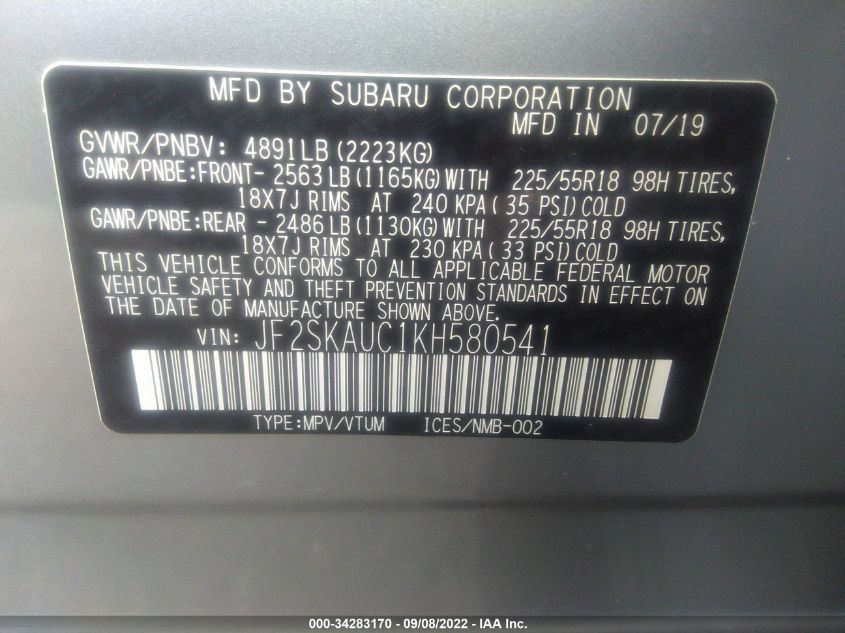 MFD BY SUBARU CORPORATION
MFD IN 07/19
GVWR/PNBV: 4891LB (2223KG)
GAWR/PNBE:FRONT- 2563 LB (1165KG) WITH 225/55R18 98H TIRES,
18X7J RIMS AT 240 KPA ( 35 PSI) COLD
GAWR/PNBE:REAR - 2486 LB (1130KG) WITH 225/55R18 98H TIRES,
18X7J RIMS AT 230 KPA ( 33 PSI) COLD
THIS VEHICLE CONFORMS TO ALL APPLICABLE FEDERAL MOTOR
VEHICLE SAFETY AND THEFT PREVENTION STANDARDS IN EFFECT ON
THE DATE OF MANUFACTURE SHOWN ABOVE.
VIN: JF2SKAUC1KH580541
TYPE:MPV/VTUM ICES/NMB-002
000-34283170 - 09/08/2022 - IAA Inc.